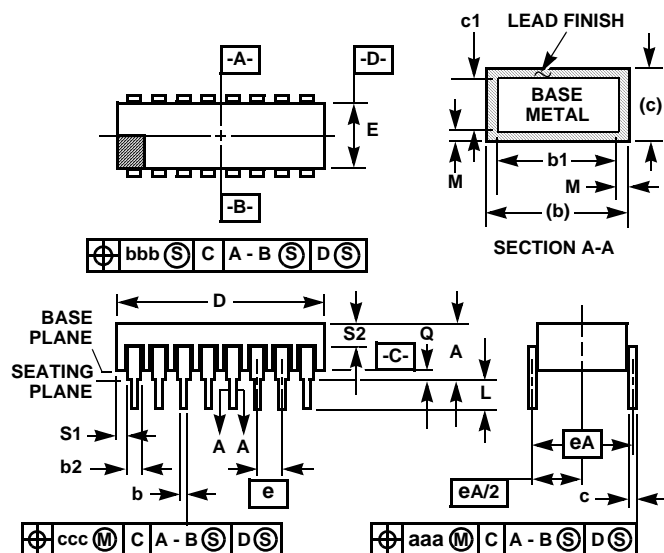 c1
LEAD FINISH
-A-
-D-
E
BASE
METAL
(c)
b1
M
M
(b)
-B-
SECTION A-A
⌖ bbb Ⓢ C A - B Ⓢ D Ⓢ
D
BASE
PLANE
S2
Q
-C-
A
SEATING
PLANE
L
S1
A A
eA
b2
b
e
eA/2
c
⌖ ccc Ⓜ C A - B Ⓢ D Ⓢ
⌖ aaa Ⓜ C A - B Ⓢ D Ⓢ